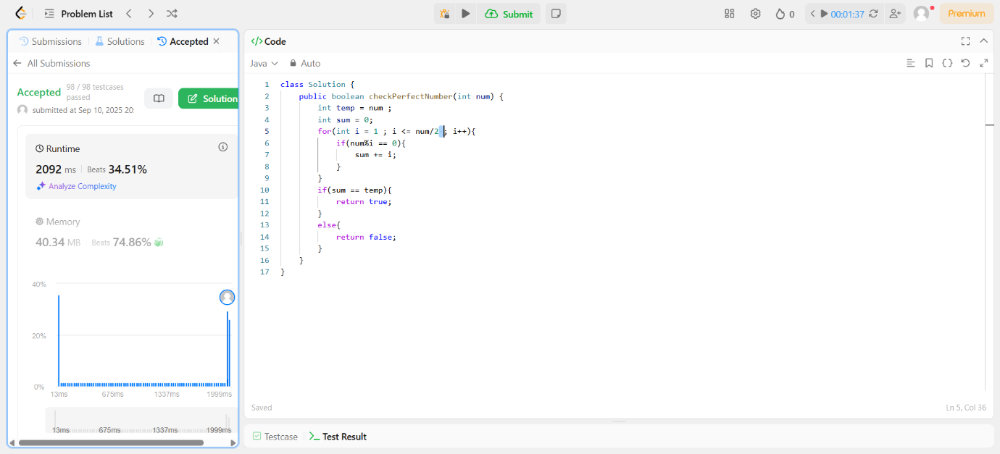 Problem List
Submit
0
00:01:37
Premium
Submissions
Solutions
Accepted
All Submissions
Accepted
98 / 98 testcases
passed
submitted at Sep 10, 2025 20:
Solution
Runtime
2092 ms
Beats 34.51%
Analyze Complexity
Memory
40.34 MB
Beats 74.86%
40%
20%
0%
13ms 675ms 1337ms 1999ms
13ms 675ms 1337ms 1999ms
</> Code
Java
Auto
1 class Solution {
2 public boolean checkPerfectNumber(int num) {
3 int temp = num ;
4 int sum = 0;
5 for(int i = 1 ; i <= num/2 ; i++){
6 if(num%i == 0){
7 sum += i;
8 }
9 }
10 if(sum == temp){
11 return true;
12 }
13 else{
14 return false;
15 }
16 }
17 }
Saved
Ln 5, Col 36
Testcase
Test Result